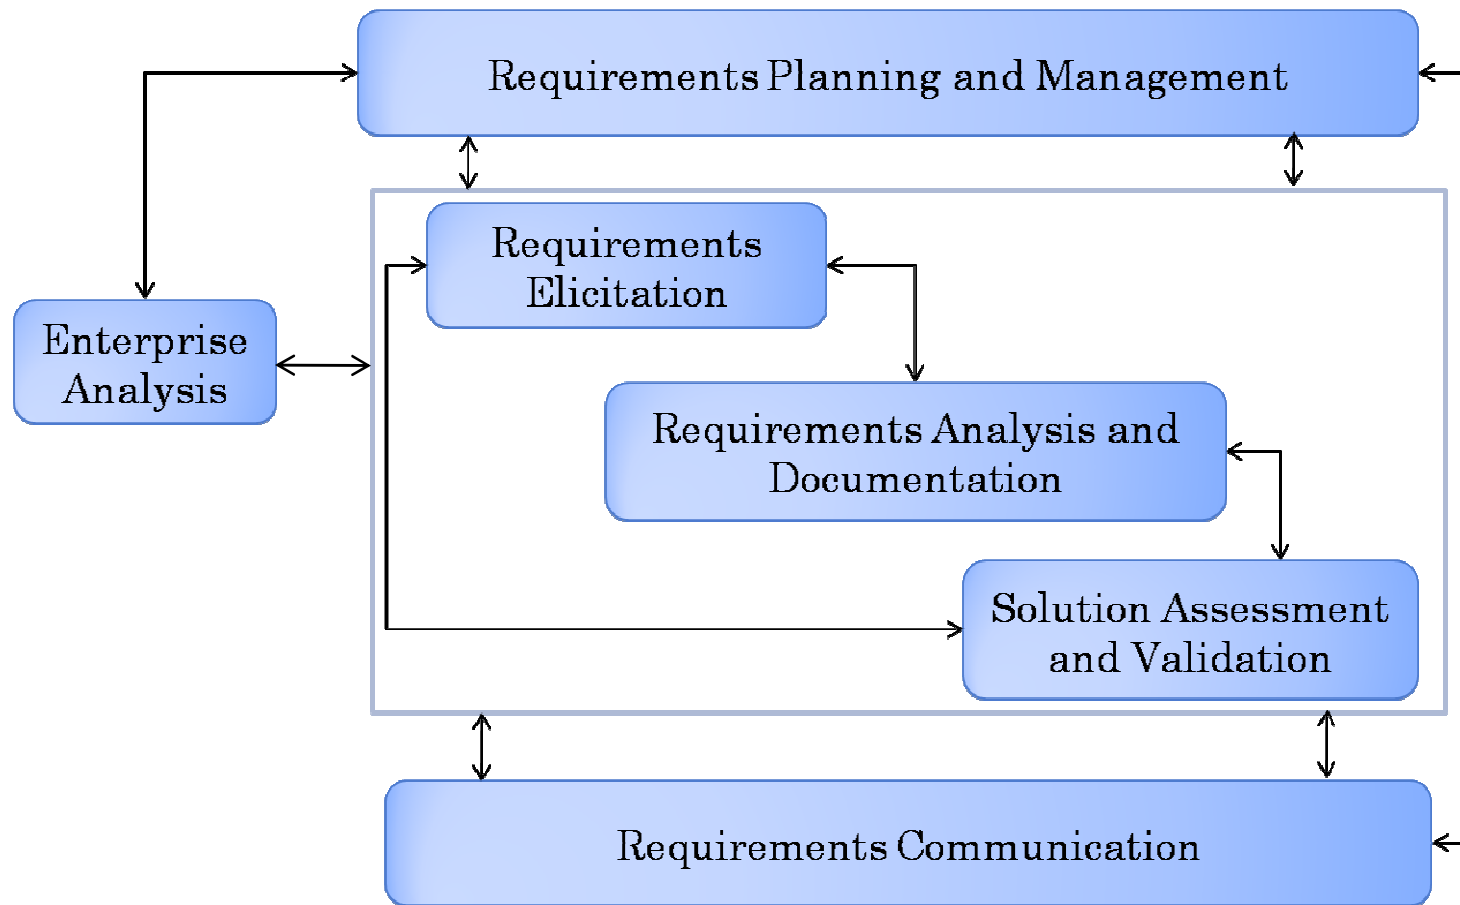 Requirements Planning and Management
Requirements
Elicitation
Enterprise
Analysis
Requirements Analysis and
Documentation
Solution Assessment
and Validation
Requirements Communication